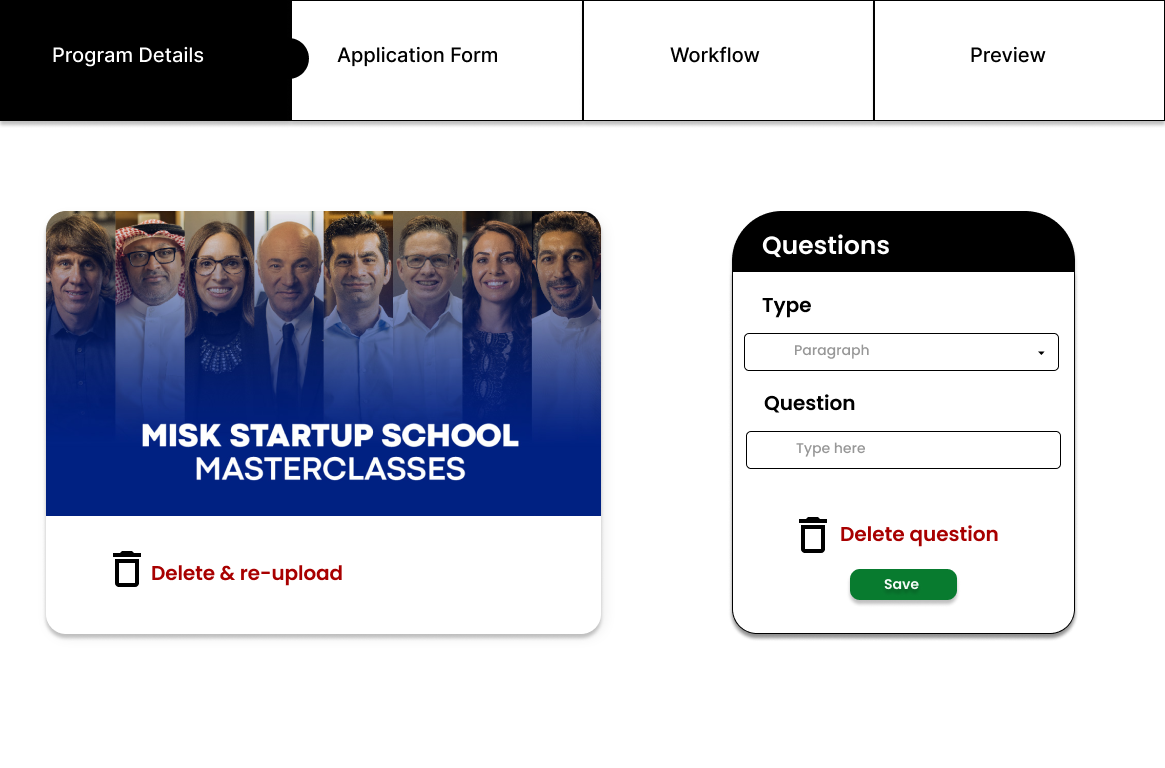 Program Details
Application Form
Workflow
Preview
MISK STARTUP SCHOOL
MASTERCLASSES
Delete & re-upload
Questions
Type
Paragraph
Question
Type here
Delete question
Save